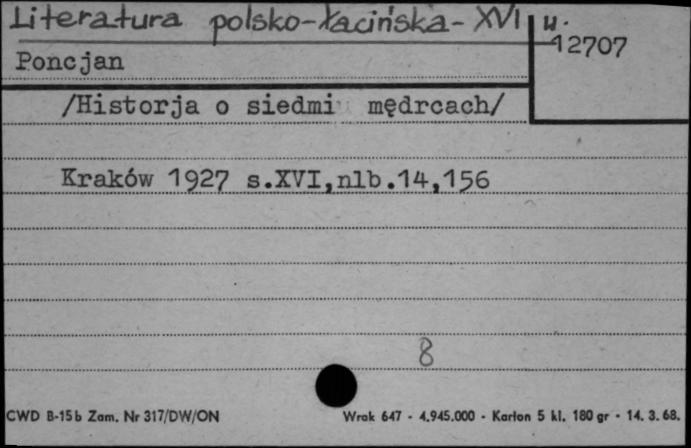 Literatura polsko-łacińska- XVI w.
12707
Poncjan
/Historja o siedmi mędrcach/
Kraków 1927 s.XVI,nlb.14,156
8
CWD B-15b Zam. Nr 317/DW/ON Wrak 647 - 4.945.000 - Karton 5 kl. 180 gr - 14. 3. 68.